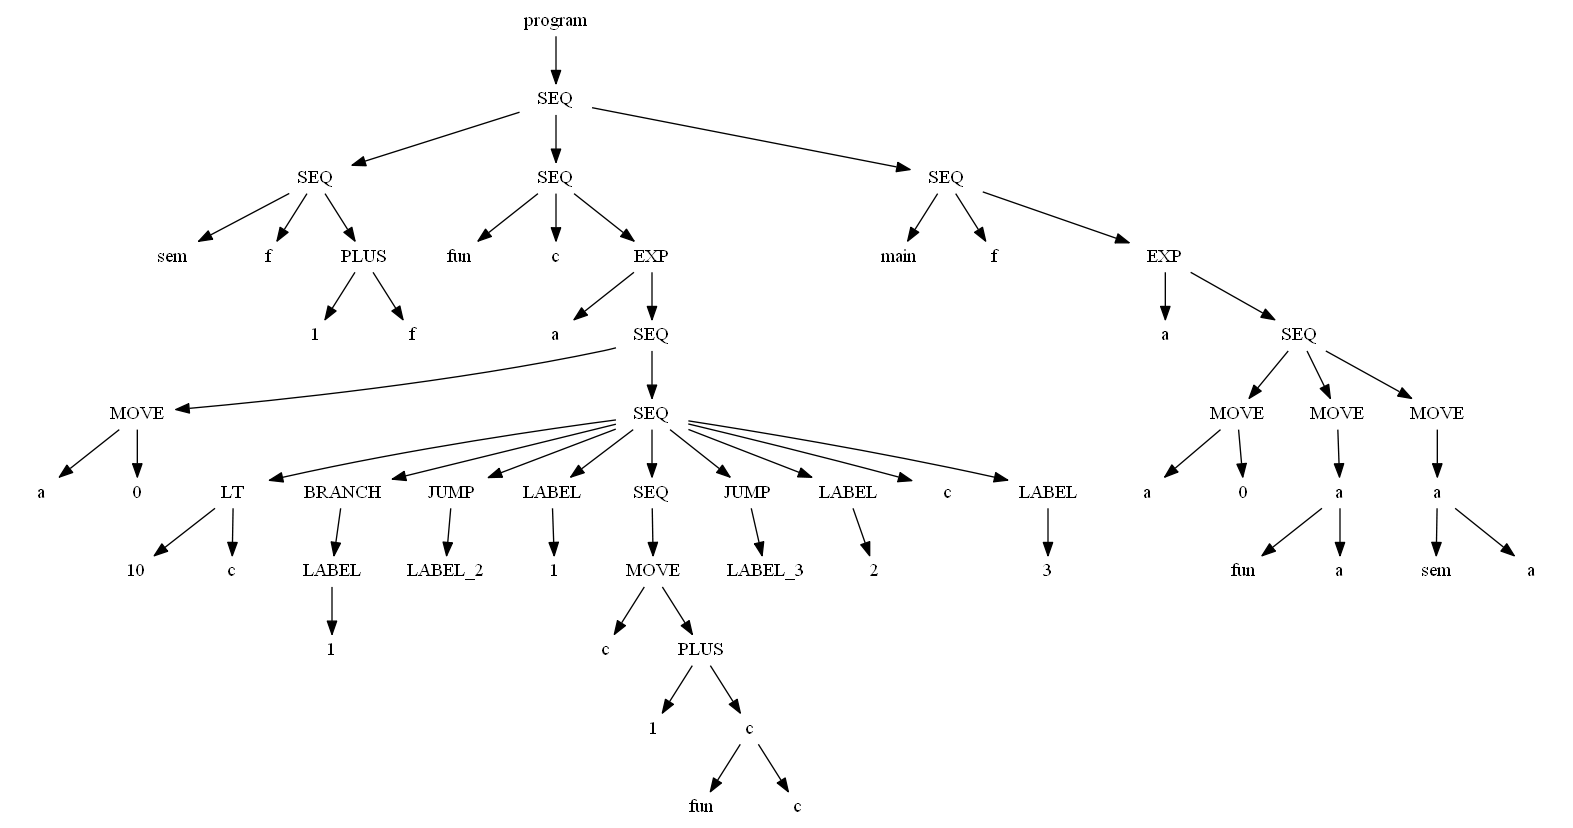 program
SEQ
SEQ SEQ SEQ
sem f PLUS fun c EXP main f EXP
1 f a SEQ a SEQ
MOVE SEQ MOVE MOVE MOVE
a 0 LT BRANCH JUMP LABEL SEQ JUMP LABEL c LABEL a 0 a a
10 c LABEL LABEL_2 1 MOVE LABEL_3 2 3 fun a sem a
1 c PLUS
1 c
fun c